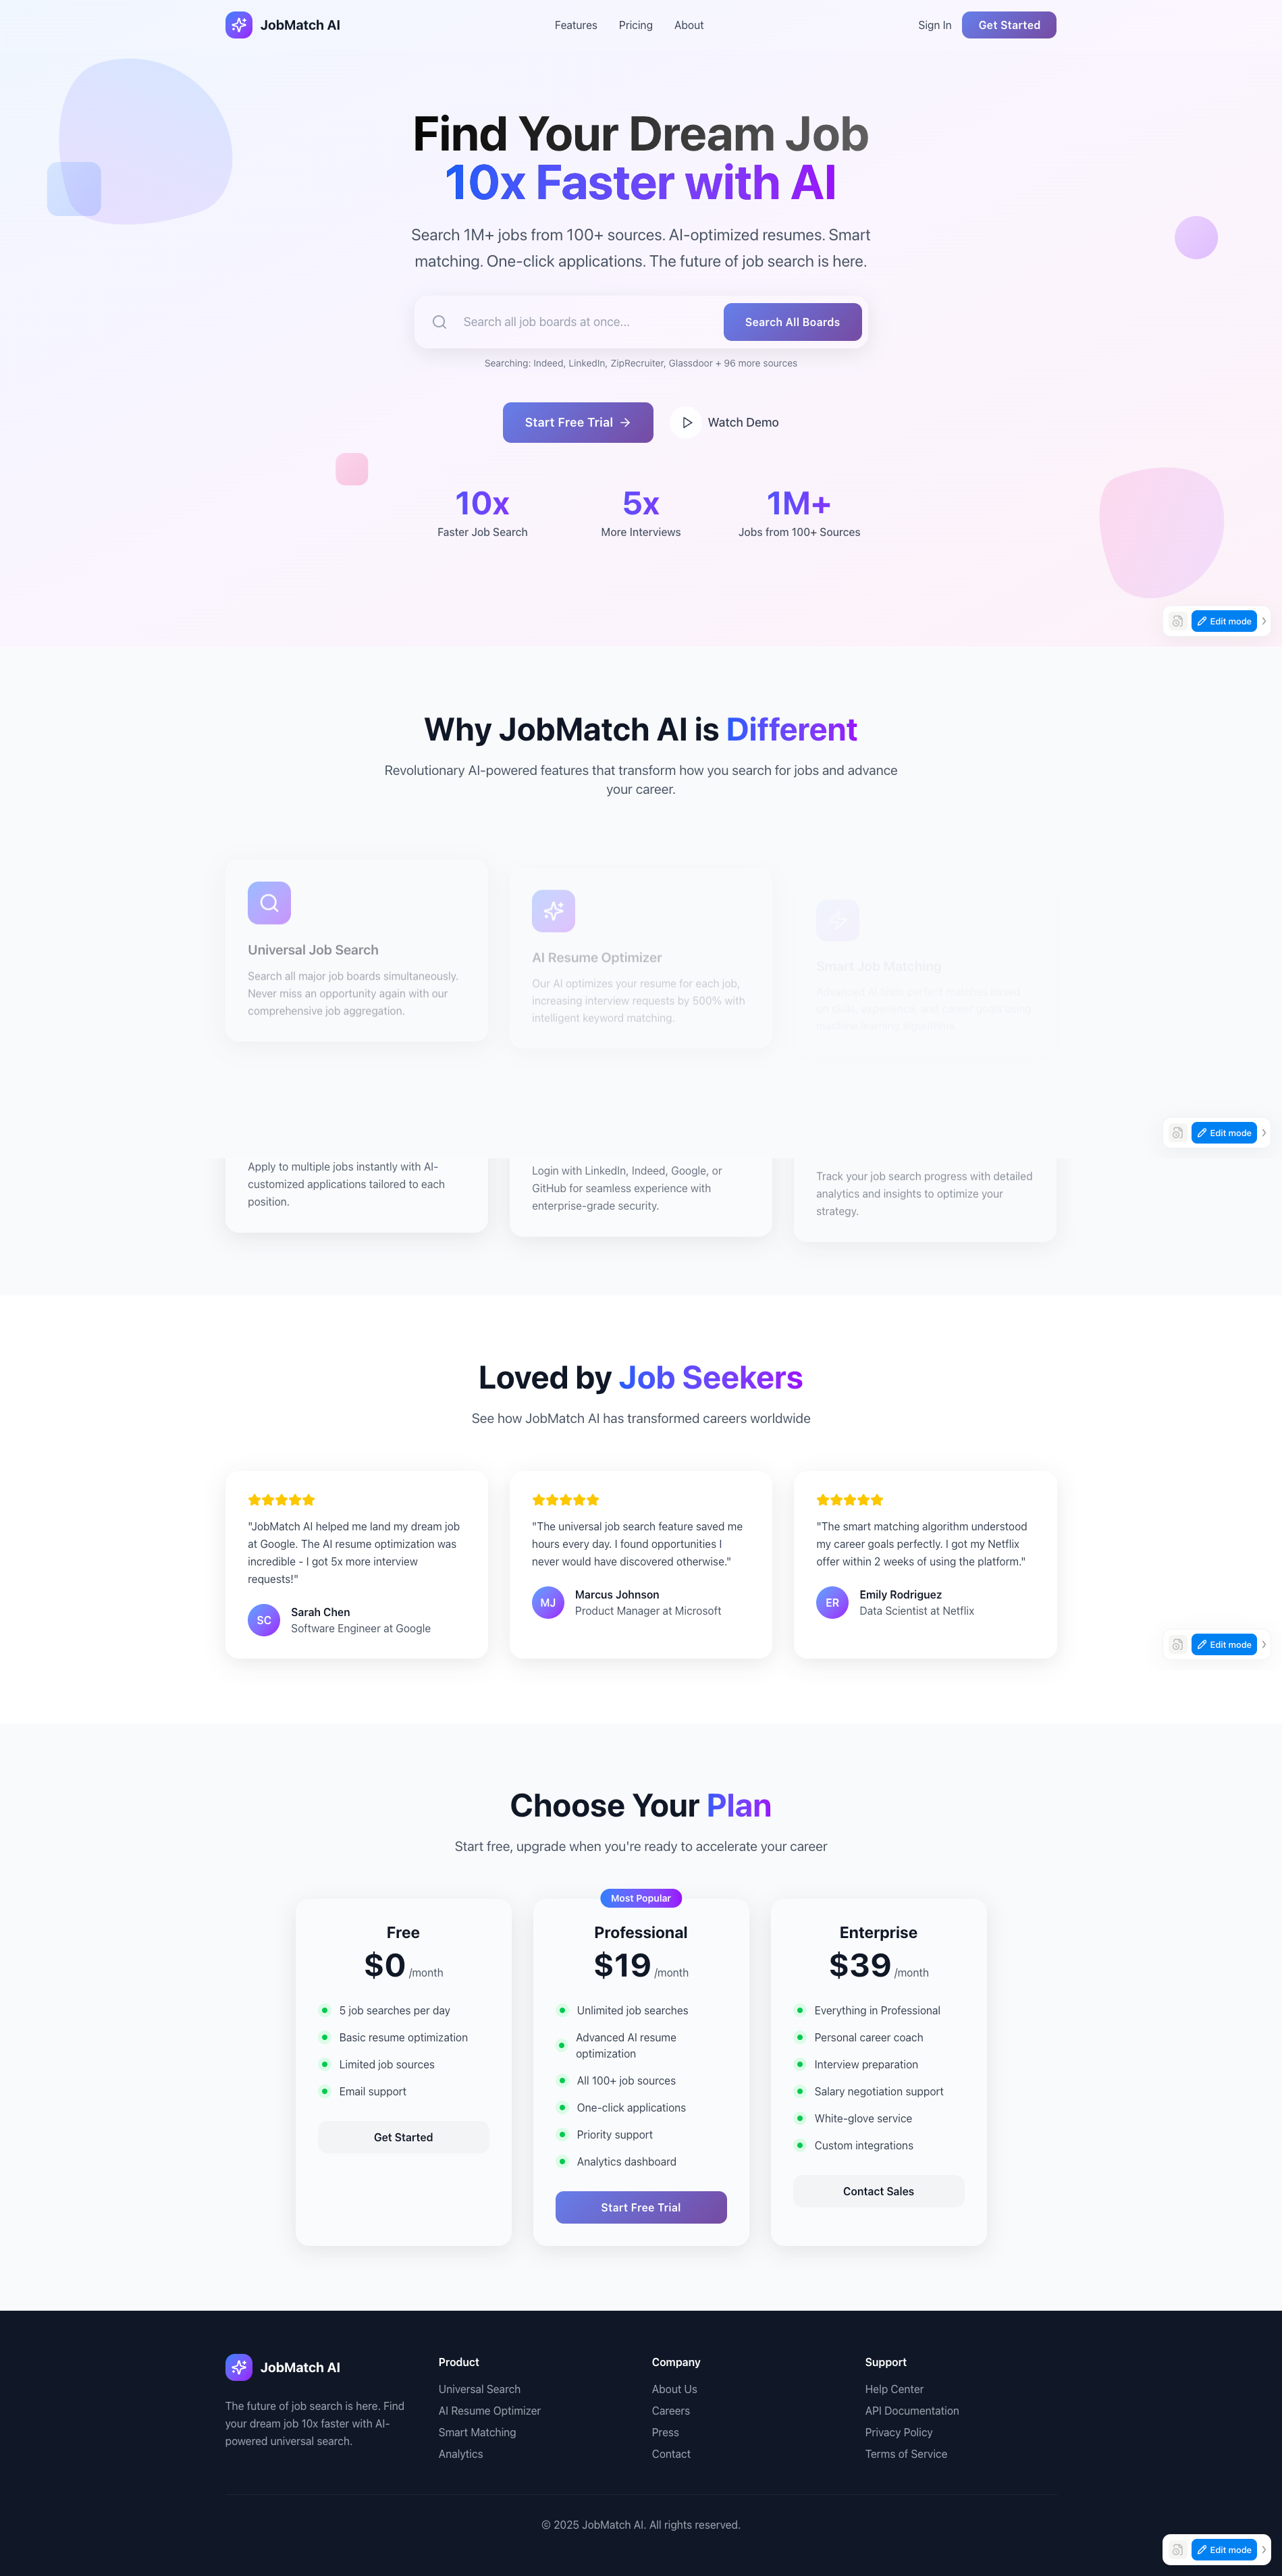 JobMatch AI
Features
Pricing
About
Sign In
Get Started
Find Your Dream Job
10x Faster with AI
Search 1M+ jobs from 100+ sources. AI-optimized resumes. Smart
matching. One-click applications. The future of job search is here.
Search all job boards at once...
Search All Boards
Searching: Indeed, LinkedIn, ZipRecruiter, Glassdoor + 96 more sources
Start Free Trial
Watch Demo
10x
Faster Job Search
5x
More Interviews
1M+
Jobs from 100+ Sources
Edit mode
Why JobMatch AI is Different
Revolutionary AI-powered features that transform how you search for jobs and advance
your career.
Universal Job Search
Search all major job boards simultaneously.
Never miss an opportunity again with our
comprehensive job aggregation.
AI Resume Optimizer
Our AI optimizes your resume for each job,
increasing interview requests by 500% with
intelligent keyword matching.
Smart Job Matching
Edit mode
Apply to multiple jobs instantly with AI-
customized applications tailored to each
position.
Login with LinkedIn, Indeed, Google, or
GitHub for seamless experience with
enterprise-grade security.
Track your job search progress with detailed
analytics and insights to optimize your
strategy.
Loved by Job Seekers
See how JobMatch AI has transformed careers worldwide
"JobMatch AI helped me land my dream job
at Google. The AI resume optimization was
incredible - I got 5x more interview
requests!"
SC
Sarah Chen
Software Engineer at Google
"The universal job search feature saved me
hours every day. I found opportunities I
never would have discovered otherwise."
MJ
Marcus Johnson
Product Manager at Microsoft
"The smart matching algorithm understood
my career goals perfectly. I got my Netflix
offer within 2 weeks of using the platform."
ER
Emily Rodriguez
Data Scientist at Netflix
Edit mode
Choose Your Plan
Start free, upgrade when you're ready to accelerate your career
Free
$0 /month
5 job searches per day
Basic resume optimization
Limited job sources
Email support
Get Started
Most Popular
Professional
$19 /month
Unlimited job searches
Advanced AI resume
optimization
All 100+ job sources
One-click applications
Priority support
Analytics dashboard
Start Free Trial
Enterprise
$39 /month
Everything in Professional
Personal career coach
Interview preparation
Salary negotiation support
White-glove service
Custom integrations
Contact Sales
JobMatch AI
The future of job search is here. Find
your dream job 10x faster with AI-
powered universal search.
Product
Universal Search
AI Resume Optimizer
Smart Matching
Analytics
Company
About Us
Careers
Press
Contact
Support
Help Center
API Documentation
Privacy Policy
Terms of Service
© 2025 JobMatch AI. All rights reserved.
Edit mode